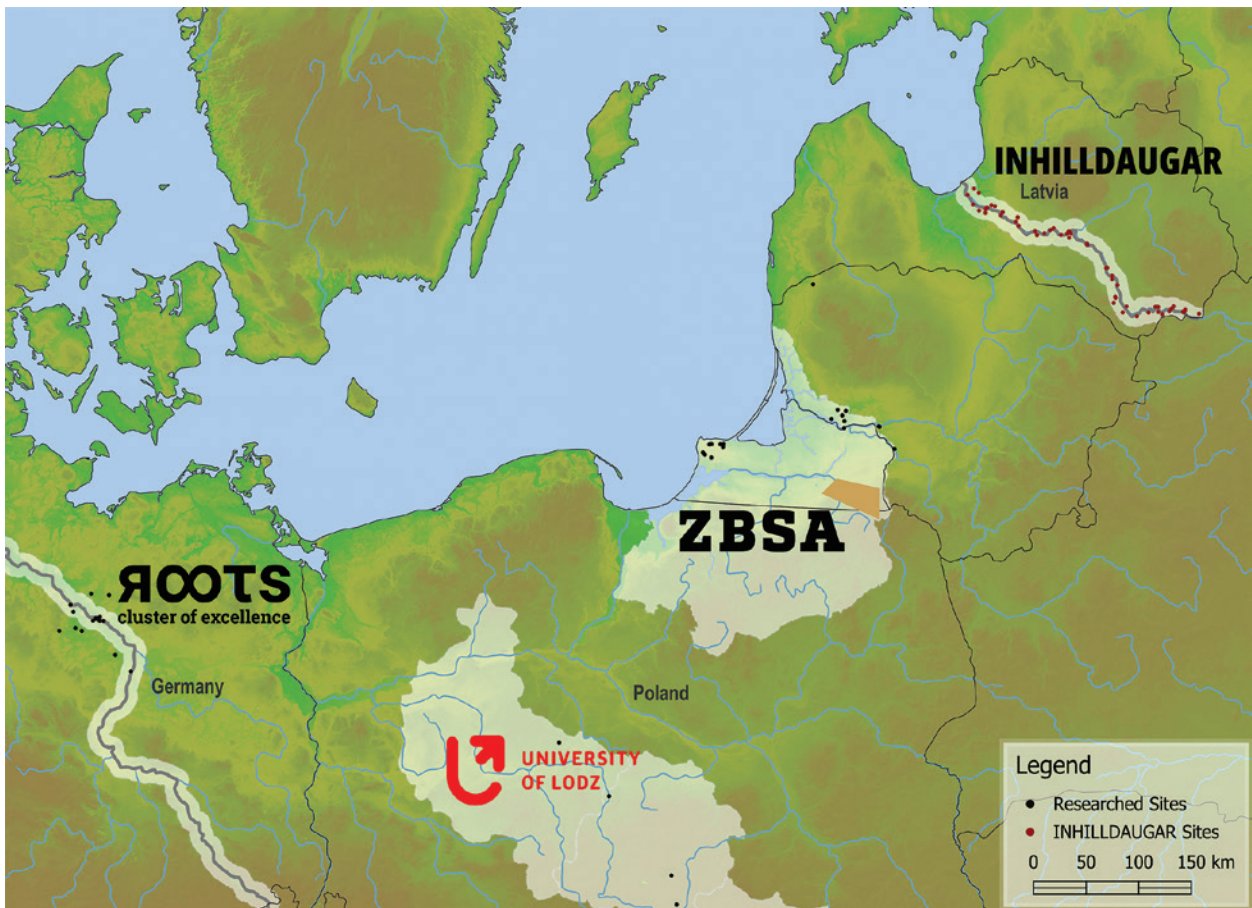 INHILLDAUGAR
Latvia
ZBSA
ЯOOTS
cluster of excellence
Germany
Poland
UNIVERSITY
OF LODZ
Legend
Researched Sites
INHILLDAUGAR Sites
0 50 100 150 km